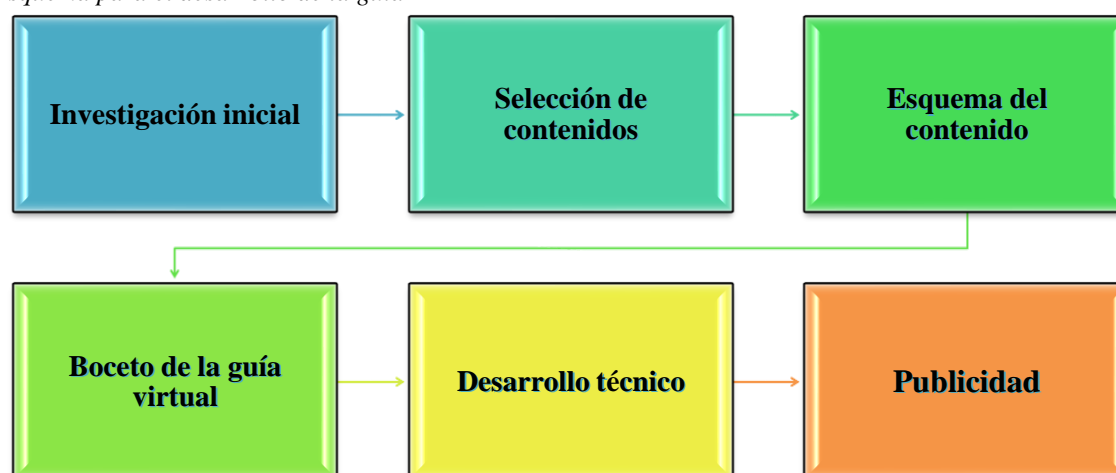 Investigación inicial
Selección de
contenidos
Esquema del
contenido
Boceto de la guía
virtual
Desarrollo técnico
Publicidad